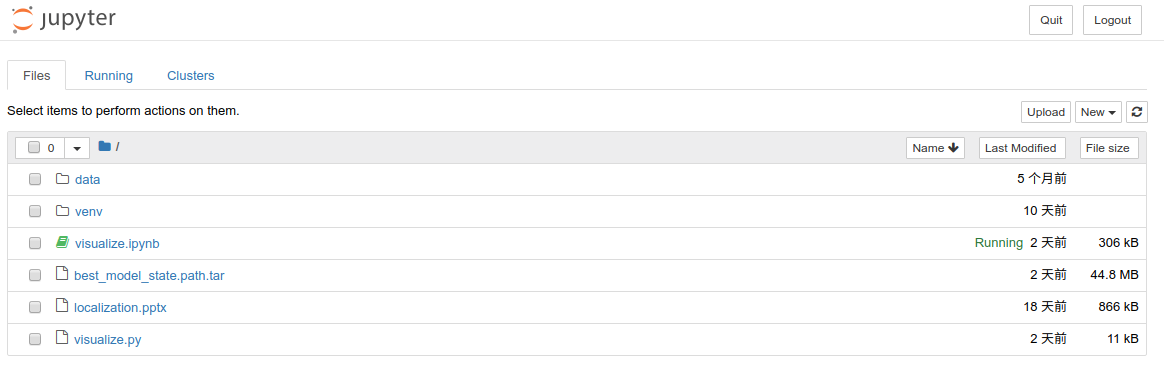 jupyter Quit Logout
Files Running Clusters
Select items to perform actions on them. Upload New
0 / Name Last Modified File size
data 5 个月前
venv 10 天前
visualize.ipynb Running 2 天前 306 kB
best_model_state.path.tar 2 天前 44.8 MB
localization.pptx 18 天前 866 kB
visualize.py 2 天前 11 kB